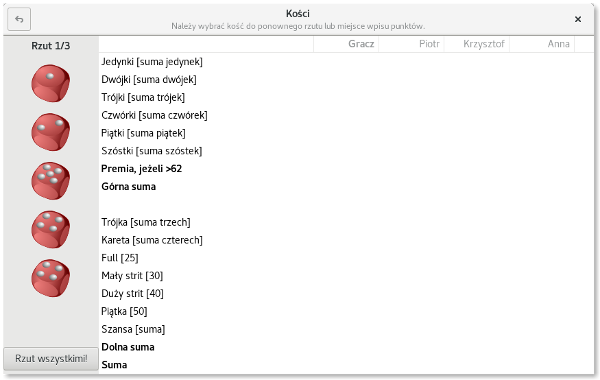 Kości
Należy wybrać kość do ponownego rzutu lub miejsce wpisu punktów.
Rzut 1/3
Gracz Piotr Krzysztof Anna
Jedynki [suma jedynek]
Dwójki [suma dwójek]
Trójki [suma trójek]
Czwórki [suma czwórek]
Piątki [suma piątek]
Szóstki [suma szóstek]
Premia, jeżeli >62
Górna suma
Trójka [suma trzech]
Kareta [suma czterech]
Full [25]
Mały strit [30]
Duży strit [40]
Piątka [50]
Szansa [suma]
Dolna suma
Suma
Rzut wszystkimi!